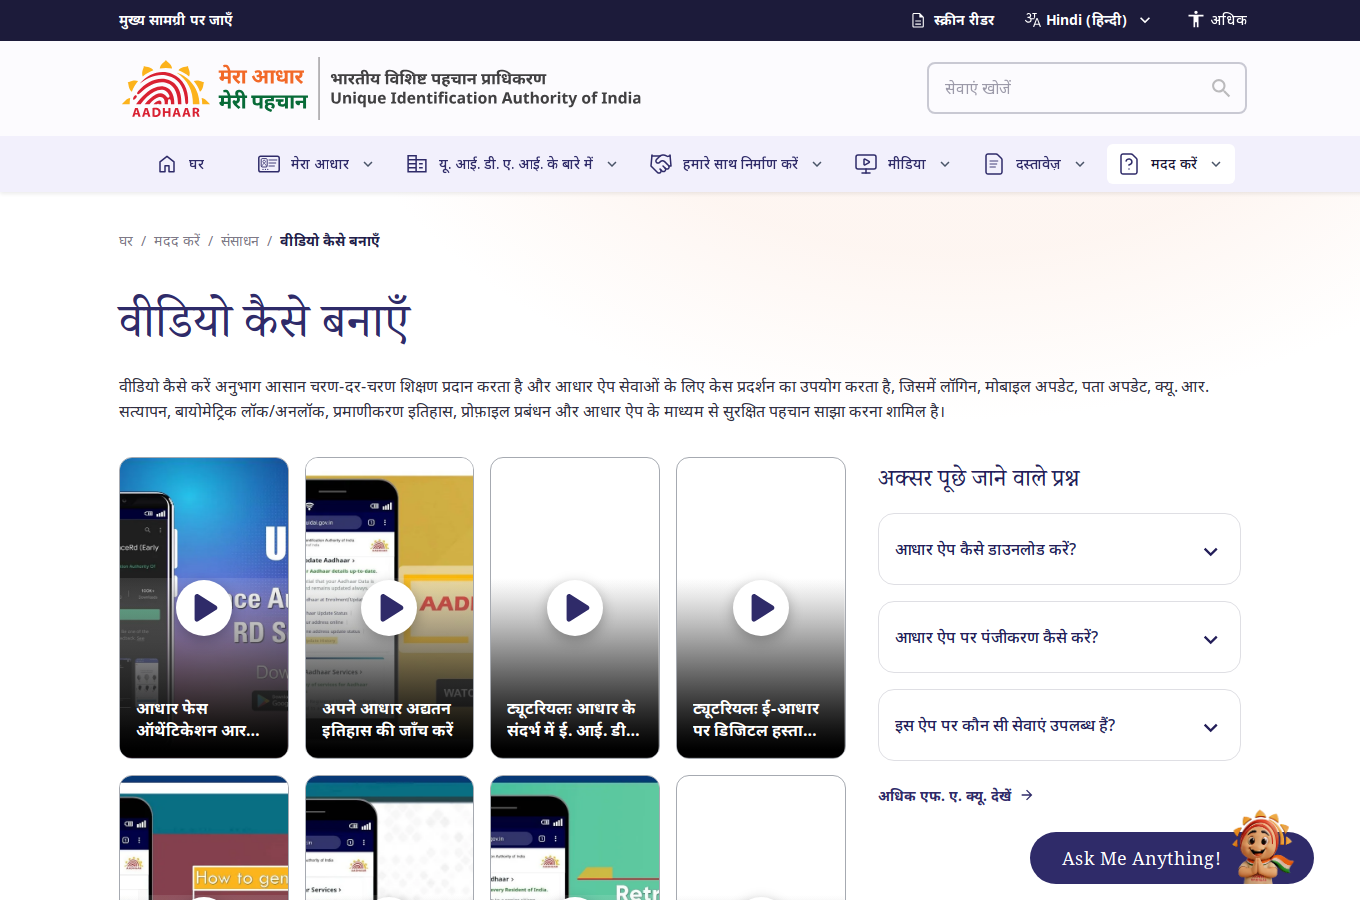 मुख्य सामग्री पर जाएँ
स्क्रीन रीडर
Hindi (हिन्दी)
अधिक
AADHAAR
मेरा आधार
मेरी पहचान
भारतीय विशिष्ट पहचान प्राधिकरण
Unique Identification Authority of India
सेवाएं खोजें
घर
मेरा आधार
यू. आई. डी. ए. आई. के बारे में
हमारे साथ निर्माण करें
मीडिया
दस्तावेज़
मदद करें
घर / मदद करें / संसाधन / वीडियो कैसे बनाएँ
वीडियो कैसे बनाएँ
वीडियो कैसे करें अनुभाग आसान चरण-दर-चरण शिक्षण प्रदान करता है और आधार ऐप सेवाओं के लिए केस प्रदर्शन का उपयोग करता है, जिसमें लॉगिन, मोबाइल अपडेट, पता अपडेट, क्यू. आर.
सत्यापन, बायोमेट्रिक लॉक/अनलॉक, प्रमाणीकरण इतिहास, प्रोफ़ाइल प्रबंधन और आधार ऐप के माध्यम से सुरक्षित पहचान साझा करना शामिल है।
आधार फेस
ऑथेंटिकेशन आर...
अपने आधार अद्यतन
इतिहास की जाँच करें
ट्यूटरियलः आधार के
संदर्भ में ई. आई. डी...
ट्यूटरियलः ई-आधार
पर डिजिटल हस्ता...
How to gen
Retr
अक्सर पूछे जाने वाले प्रश्न
आधार ऐप कैसे डाउनलोड करें?
आधार ऐप पर पंजीकरण कैसे करें?
इस ऐप पर कौन सी सेवाएं उपलब्ध हैं?
अधिक एफ. ए. क्यू. देखें
Ask Me Anything!